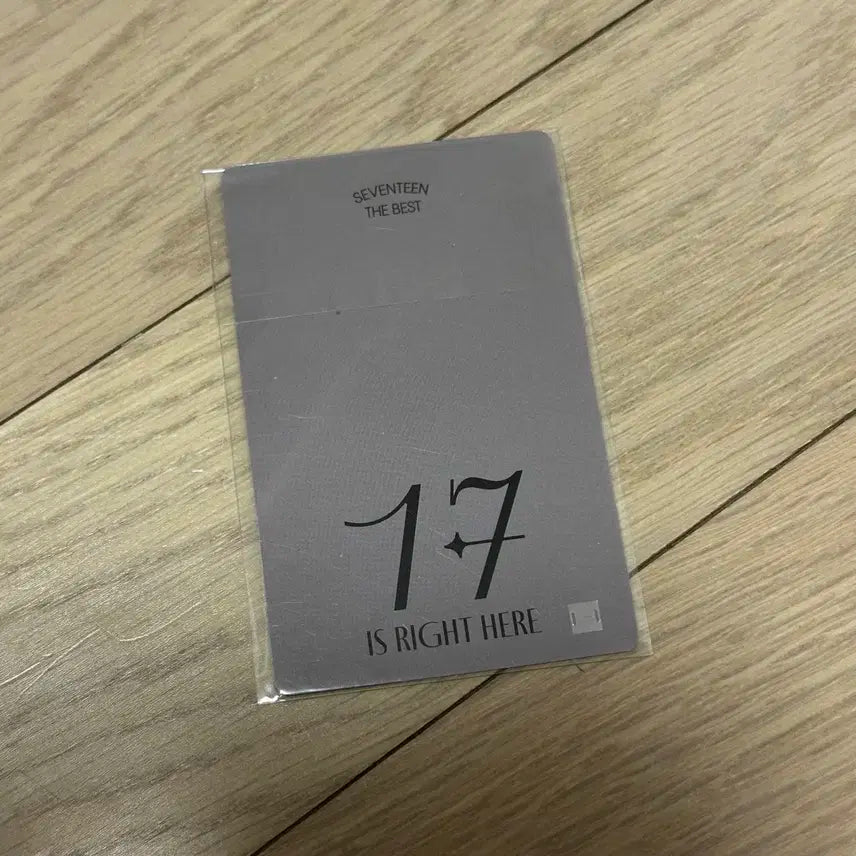 SEVENTEEN
THE BEST
17
IS RIGHT HERE